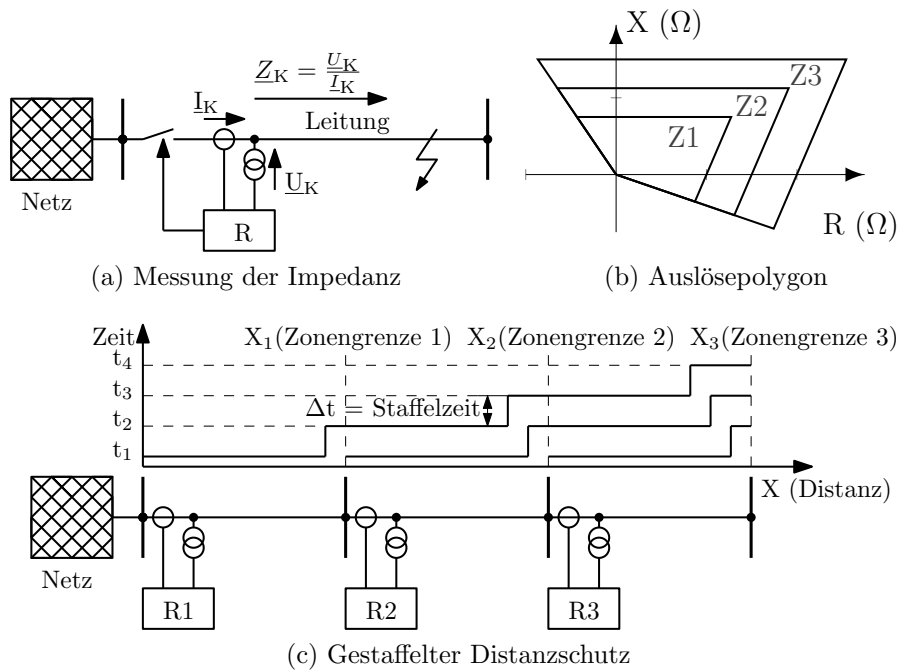 Z_K = U_K / I_K
I_K
Leitung
U_K
Netz
R
(a) Messung der Impedanz
X (Ω)
Z3
Z2
Z1
R (Ω)
(b) Auslösepolygon
Zeit
X₁(Zonengrenze 1) X₂(Zonengrenze 2) X₃(Zonengrenze 3)
t₄
t₃
Δt = Staffelzeit
t₂
t₁
X (Distanz)
Netz
R1 R2 R3
(c) Gestaffelter Distanzschutz